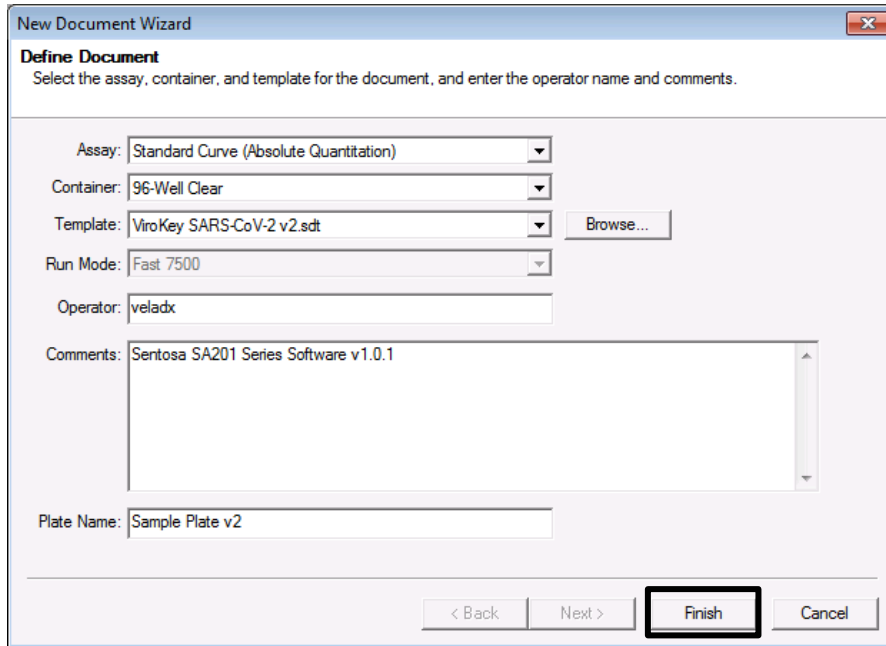 New Document Wizard
Define Document
Select the assay, container, and template for the document, and enter the operator name and comments.
Assay: Standard Curve (Absolute Quantitation)
Container: 96-Well Clear
Template: ViroKey SARS-CoV-2 v2.sdt Browse...
Run Mode: Fast 7500
Operator: veladx
Comments: Sentosa SA201 Series Software v1.0.1
Plate Name: Sample Plate v2
< Back Next > Finish Cancel